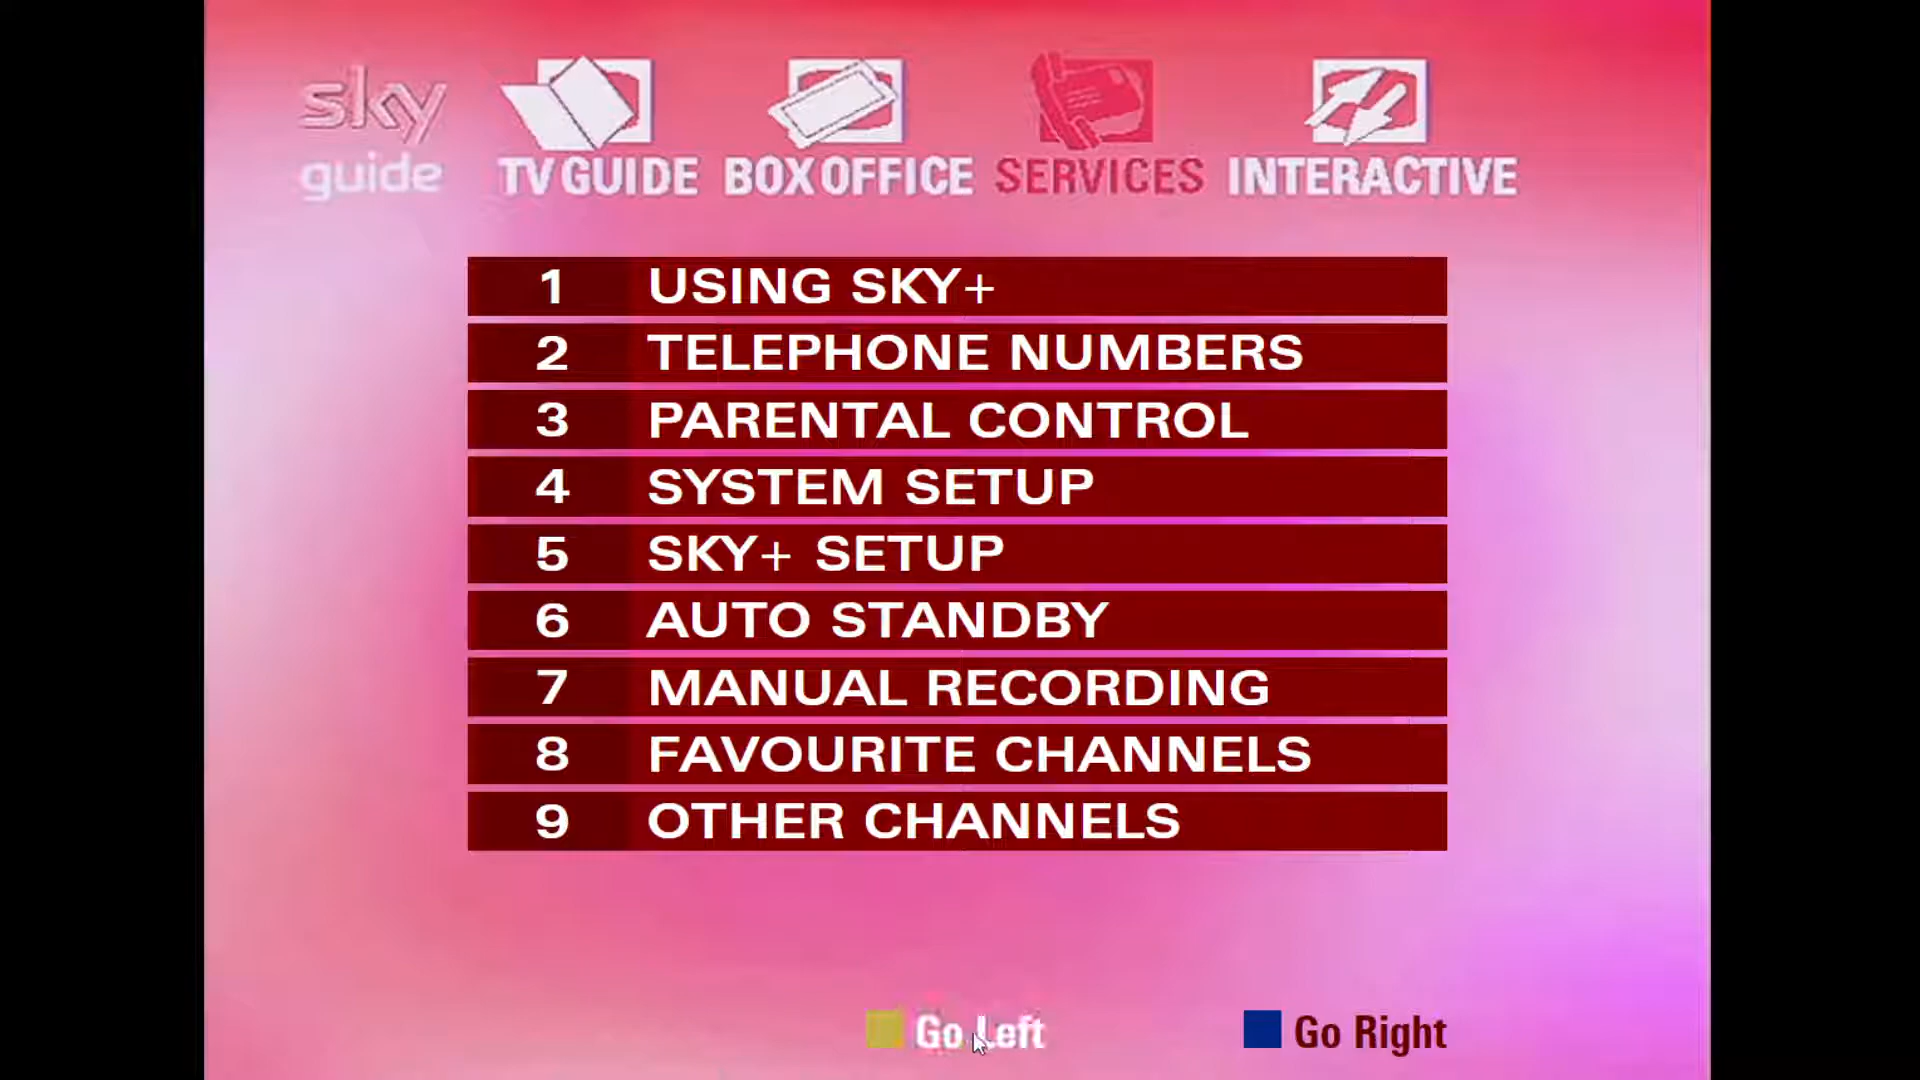 sky
guide
TV GUIDE BOX OFFICE SERVICES INTERACTIVE
1 USING SKY+
2 TELEPHONE NUMBERS
3 PARENTAL CONTROL
4 SYSTEM SETUP
5 SKY+ SETUP
6 AUTO STANDBY
7 MANUAL RECORDING
8 FAVOURITE CHANNELS
9 OTHER CHANNELS
Go Left Go Right